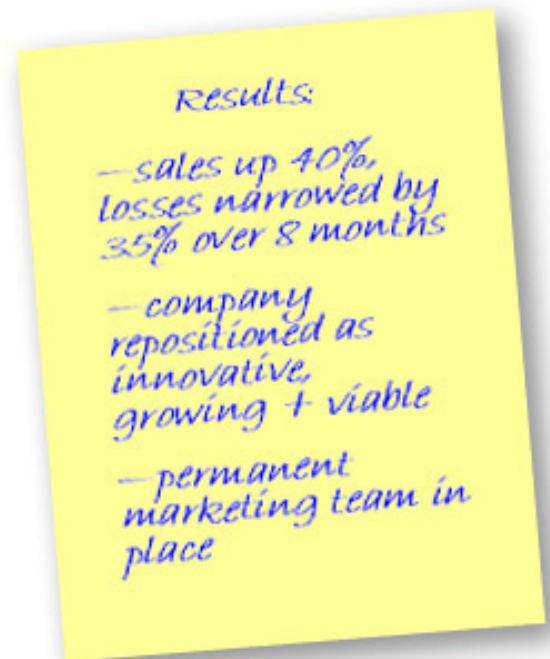 Results:
—sales up 40%,
losses narrowed by
35% over 8 months
—company
repositioned as
innovative,
growing + viable
—permanent
marketing team in
place